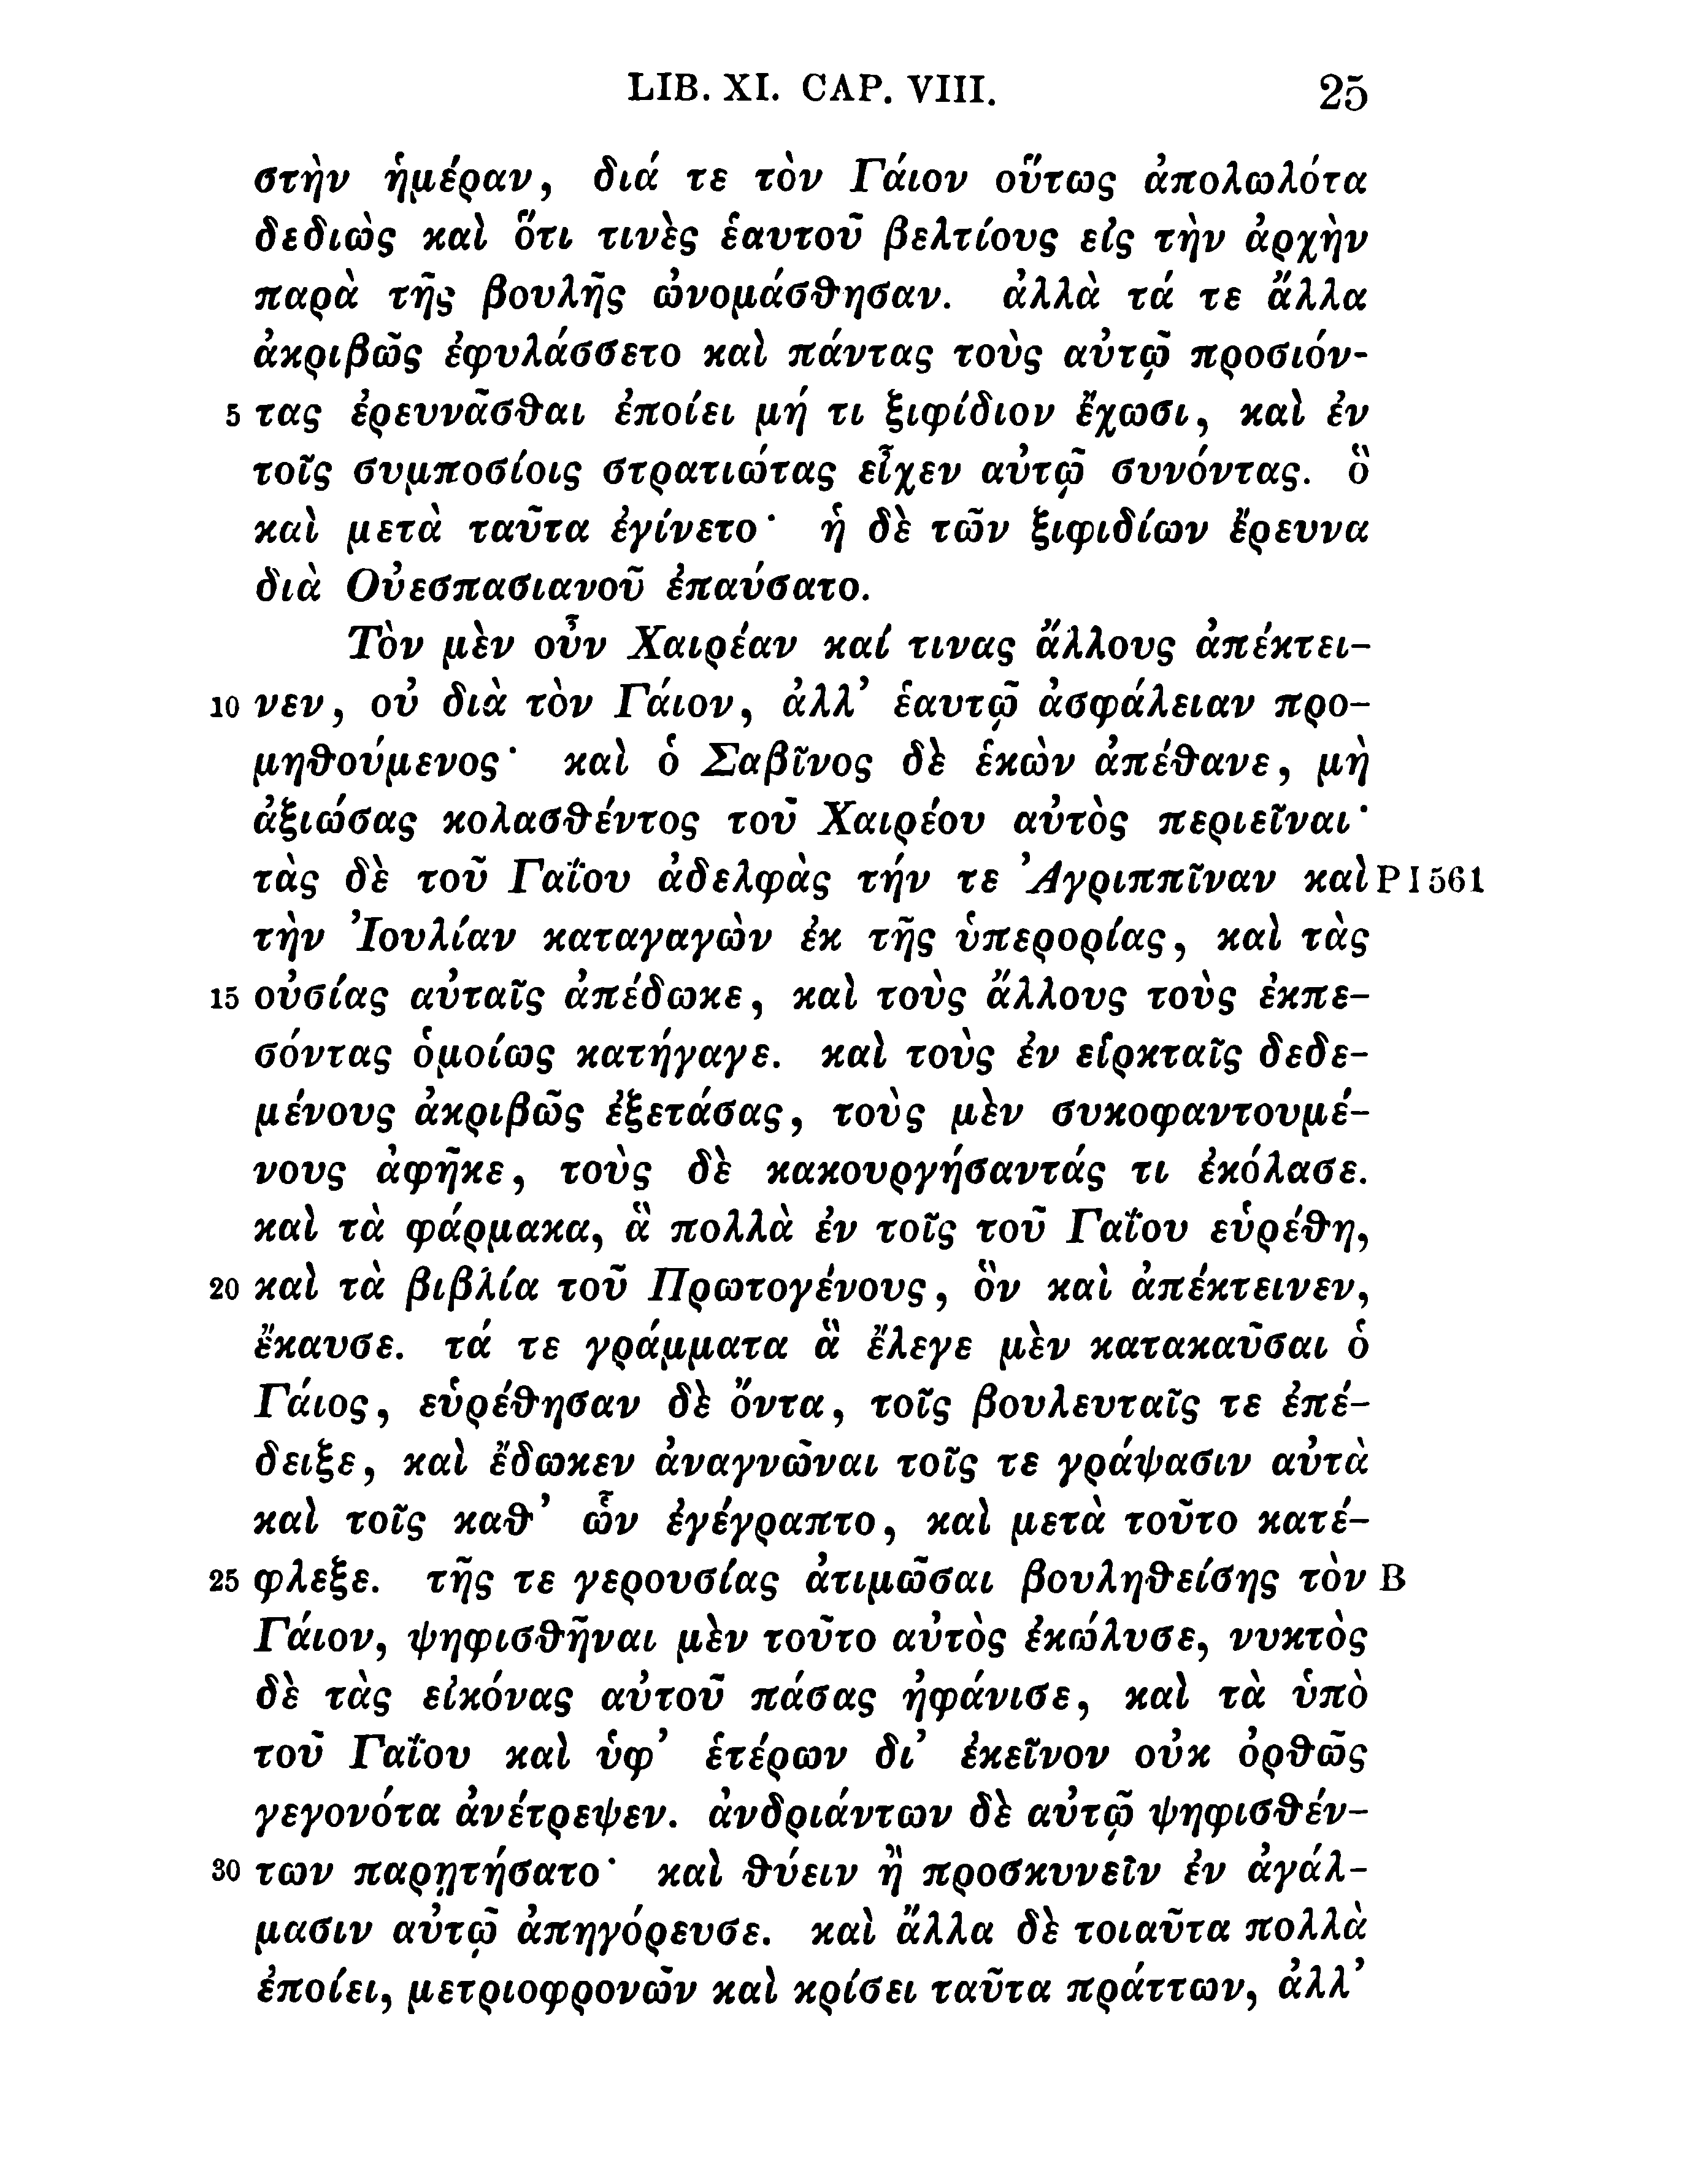 LIB. XI. CAP. VIII. 25
στὴν ἡμέραν, διά τε τὸν Γάιον οὕτως ἀπολωλότα
δεδιὼς καὶ ὅτι τινὲς ἑαυτοῦ βελτίους εἰς τὴν ἀρχὴν
παρὰ τῆς βουλῆς ὠνομάσθησαν. ἀλλὰ τά τε ἄλλα
ἀκριβῶς ἐφυλάσσετο καὶ πάντας τοὺς αὐτῷ προσιόν-
5 τας ἐρευνᾶσθαι ἐποίει μή τι ξιφίδιον ἔχωσι, καὶ ἐν
τοῖς συμποσίοις στρατιώτας εἶχεν αὐτῷ συνόντας. ὃ
καὶ μετὰ ταῦτα ἐγίνετο· ἡ δὲ τῶν ξιφιδίων ἔρευνα
διὰ Οὐεσπασιανοῦ ἐπαύσατο.
Τὸν μὲν οὖν Χαιρέαν καί τινας ἄλλους ἀπέκτει-
10 νεν, οὐ διὰ τὸν Γάιον, ἀλλ' ἑαυτῷ ἀσφάλειαν προ-
μηθούμενος· καὶ ὁ Σαβῖνος δὲ ἑκὼν ἀπέθανε, μὴ
ἀξιώσας κολασθέντος τοῦ Χαιρέου αὐτὸς περιεῖναι·
τὰς δὲ τοῦ Γαΐου ἀδελφὰς τήν τε Ἀγριππῖναν καὶ P I 561
τὴν Ἰουλίαν καταγαγὼν ἐκ τῆς ὑπερορίας, καὶ τὰς
15 οὐσίας αὐταῖς ἀπέδωκε, καὶ τοὺς ἄλλους τοὺς ἐκπε-
σόντας ὁμοίως κατήγαγε. καὶ τοὺς ἐν εἱρκταῖς δεδε-
μένους ἀκριβῶς ἐξετάσας, τοὺς μὲν συκοφαντουμέ-
νους ἀφῆκε, τοὺς δὲ κακουργήσαντάς τι ἐκόλασε.
καὶ τὰ φάρμακα, ἃ πολλὰ ἐν τοῖς τοῦ Γαΐου εὑρέθη,
20 καὶ τὰ βιβλία τοῦ Πρωτογένους, ὃν καὶ ἀπέκτεινεν,
ἔκαυσε. τά τε γράμματα ἃ ἔλεγε μὲν κατακαῦσαι ὁ
Γάιος, εὑρέθησαν δὲ ὄντα, τοῖς βουλευταῖς τε ἐπέ-
δειξε, καὶ ἔδωκεν ἀναγνῶναι τοῖς τε γράψασιν αὐτὰ
καὶ τοῖς καθ' ὧν ἐγέγραπτο, καὶ μετὰ τοῦτο κατέ-
25 φλεξε. τῆς τε γερουσίας ἀτιμῶσαι βουληθείσης τὸν B
Γάιον, ψηφισθῆναι μὲν τοῦτο αὐτὸς ἐκώλυσε, νυκτὸς
δὲ τὰς εἰκόνας αὐτοῦ πάσας ἠφάνισε, καὶ τὰ ὑπὸ
τοῦ Γαΐου καὶ ὑφ' ἑτέρων δι' ἐκεῖνον οὐκ ὀρθῶς
γεγονότα ἀνέτρεψεν. ἀνδριάντων δὲ αὐτῷ ψηφισθέν-
30 των παρῃτήσατο· καὶ θύειν ἢ προσκυνεῖν ἐν ἀγάλ-
μασιν αὐτῷ ἀπηγόρευσε. καὶ ἄλλα δὲ τοιαῦτα πολλὰ
ἐποίει, μετριοφρονῶν καὶ κρίσει ταῦτα πράττων, ἀλλ'